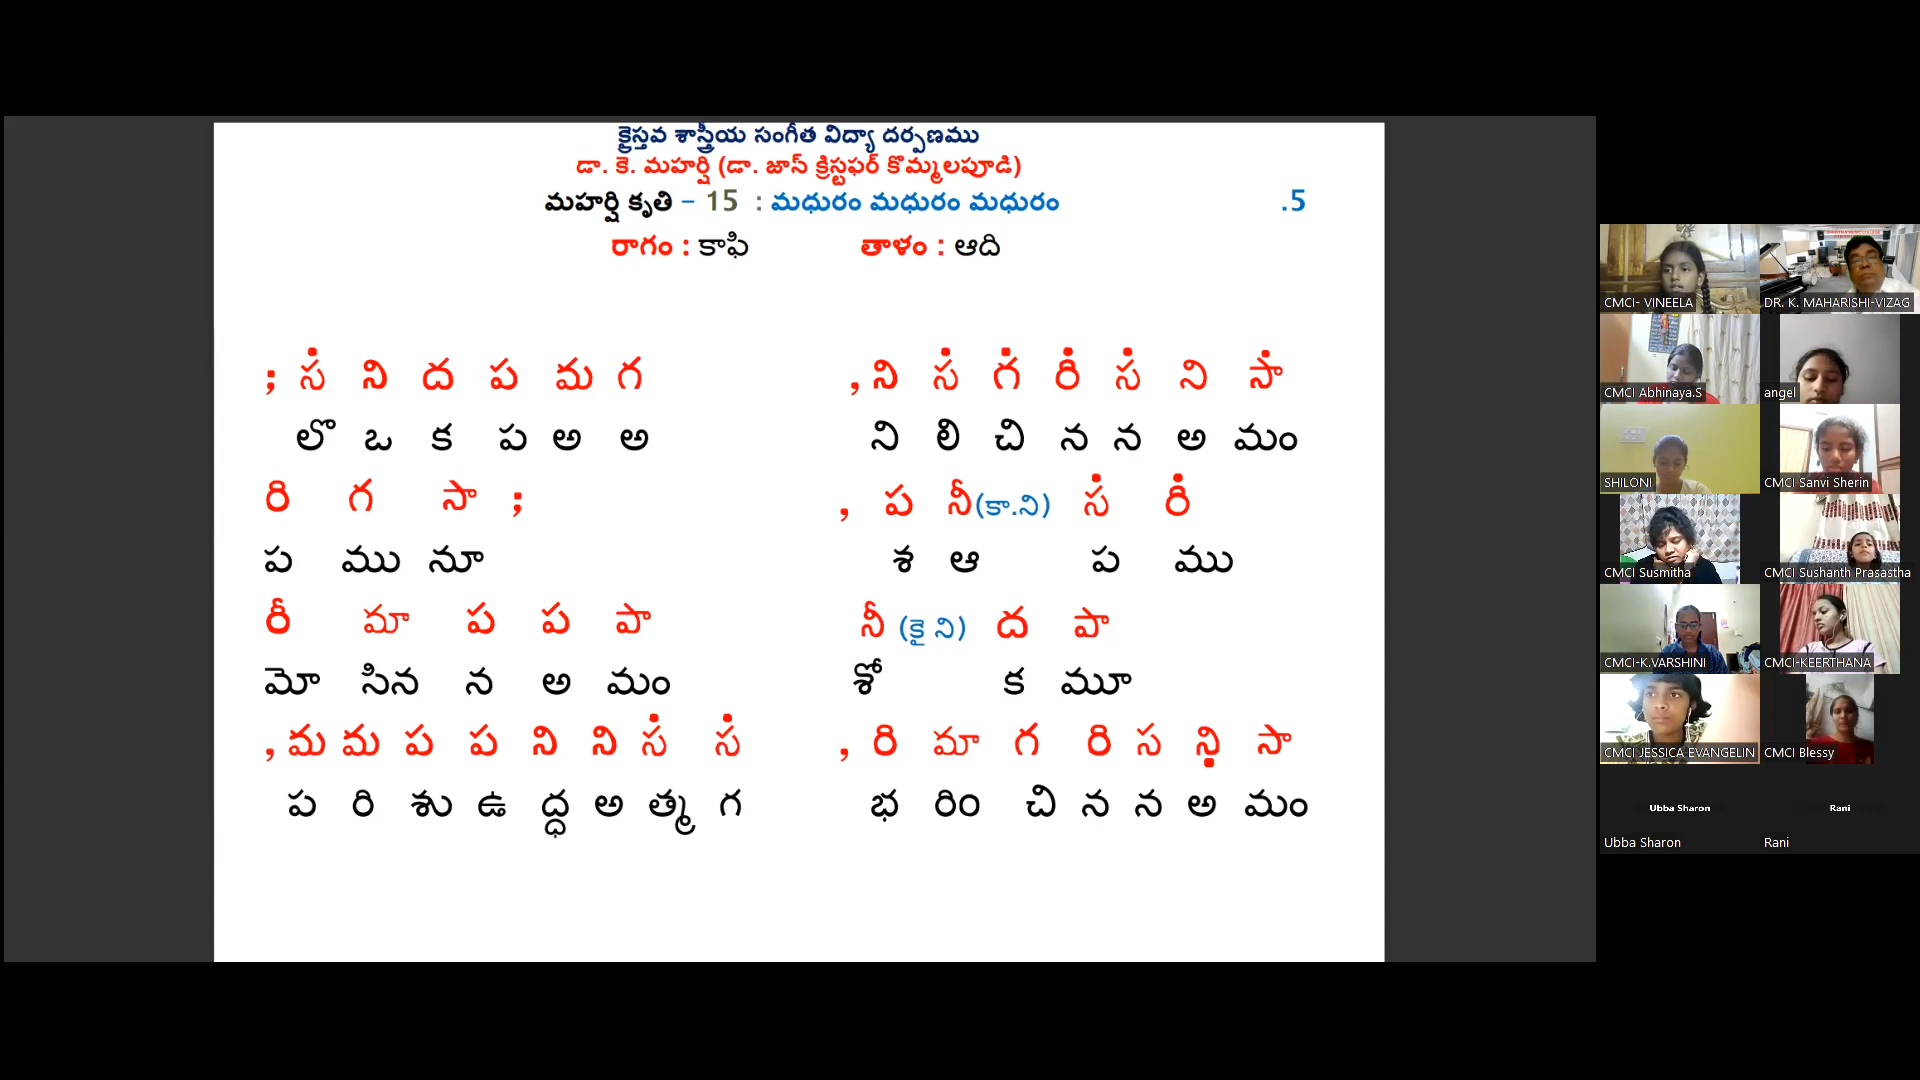 క్రైస్తవ శాస్త్రీయ సంగీత విద్యా దర్పణము
డా. కె. మహర్షి (డా. జాస్ క్రిస్టఫర్ కొమ్మలపూడి)
మహర్షి కృతి – 15 : మధురం మధురం మధురం .5
రాగం : కాఫి తాళం : ఆది
; సం ని ద ప మ గ
లొ ఒ క ప అ అ
రి గ సా ;
ప ము నూ
రీ మా ప ప పా
మో సిన న అ మం
, మ మ ప ప ని ని స స
ప రి శు ఉ ద్ధ అ త్మ గ
, ని స గ రి స ని సా
ని లి చి న న అ మం
, ప నీ (కా.ని) స రి
శ ఆ ప ము
నీ (కై ని) ద పా
శో క మూ
, రి మా గ రి స ని సా
భ రిం చి న న అ మం
CMCI- VINEELA
DR. K. MAHARISHI-VIZAG
CMCI Abhinaya.S
angel
SHILONI
CMCI Sanvi Sherin
CMCI Susmitha
CMCI Sushanth Prasastha
CMCI-K.VARSHINI
CMCI-KEERTHANA
CMCI JESSICA EVANGELIN
CMCI Blessy
Ubba Sharon
Rani
Ubba Sharon
Rani